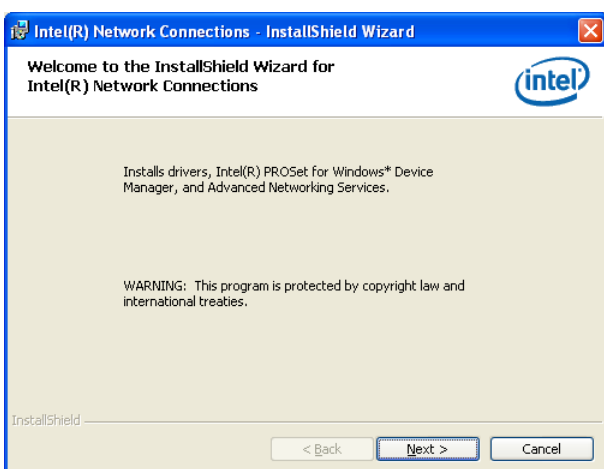 Intel(R) Network Connections - InstallShield Wizard
Welcome to the InstallShield Wizard for
Intel(R) Network Connections
intel
Installs drivers, Intel(R) PROSet for Windows* Device
Manager, and Advanced Networking Services.
WARNING: This program is protected by copyright law and
international treaties.
InstallShield
< Back
Next >
Cancel